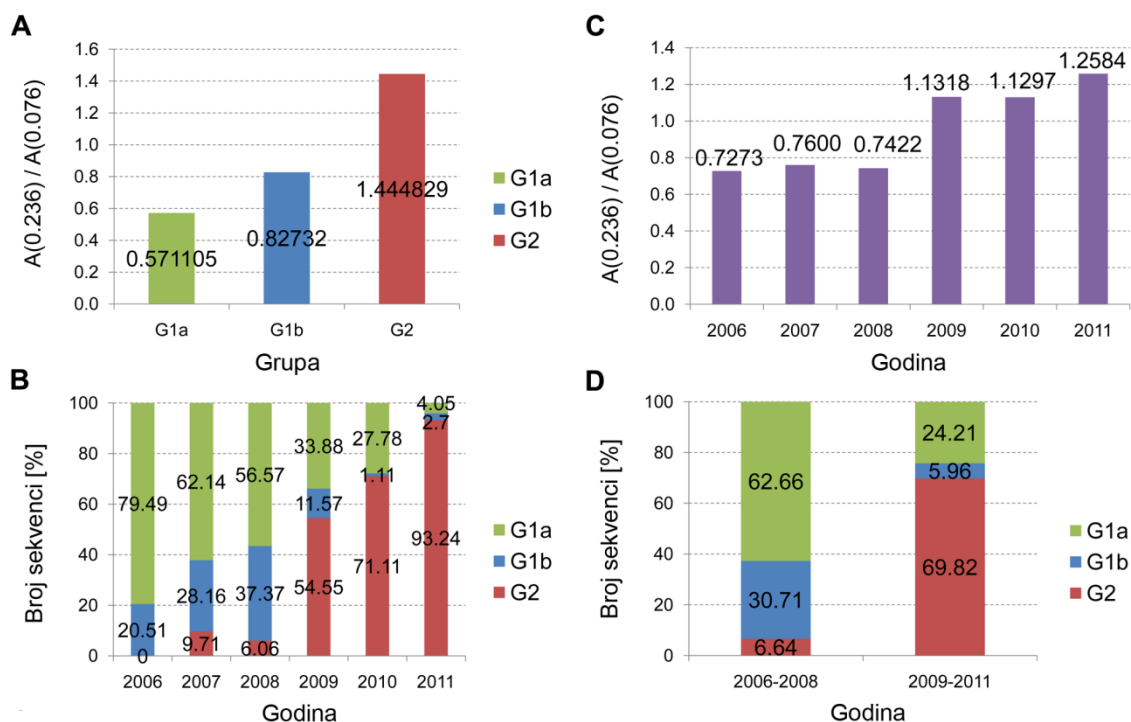 A
A(0.236) / A(0.076)
1.6
1.4
1.2
1.0
0.8
0.6
0.4
0.2
0.0
0.571105
0.82732
1.444829
G1a
G1b
G2
Grupa
G1a
G1b
G2
C
A(0.236) / A(0.076)
1.4
1.2
1.0
0.8
0.6
0.4
0.2
0.0
0.7273
0.7600
0.7422
1.1318
1.1297
1.2584
2006 2007 2008 2009 2010 2011
Godina
B
Broj sekvenci [%]
100
80
60
40
20
0
79.49
20.51
0
62.14
28.16
9.71
56.57
37.37
6.06
33.88
11.57
54.55
27.78
1.11
71.11
4.05
2.7
93.24
2006 2007 2008 2009 2010 2011
Godina
G1a
G1b
G2
D
Broj sekvenci [%]
100
80
60
40
20
0
62.66
30.71
6.64
24.21
5.96
69.82
2006-2008 2009-2011
Godina
G1a
G1b
G2